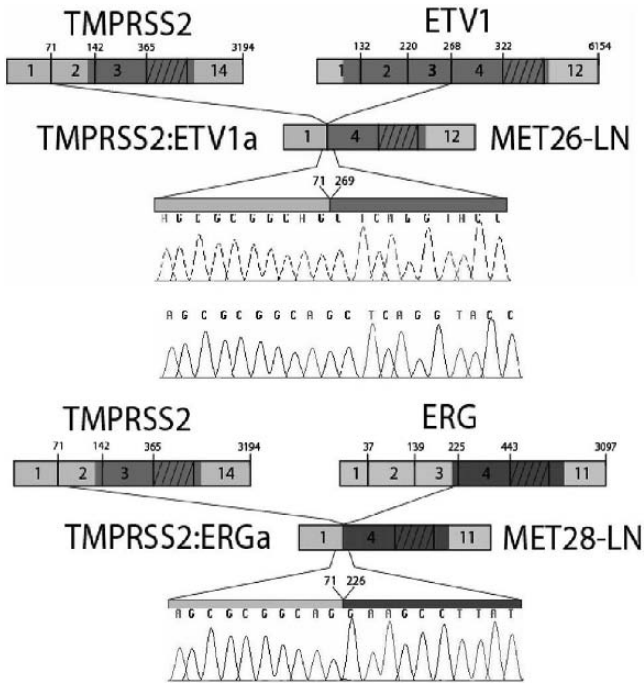 TMPRSS2 ETV1
71 142 365 3194 132 220 268 322 6154
1 2 3 14 1 2 3 4 12
TMPRSS2:ETV1a 1 4 12 MET26-LN
71 269
A G C G C G G C A G C T C A G G T A C C
TMPRSS2 ERG
71 142 365 3194 37 139 225 443 3097
1 2 3 14 1 2 3 4 11
TMPRSS2:ERGa 1 4 11 MET28-LN
71 226
A G C G C G G C A G G A A G C C T T A T